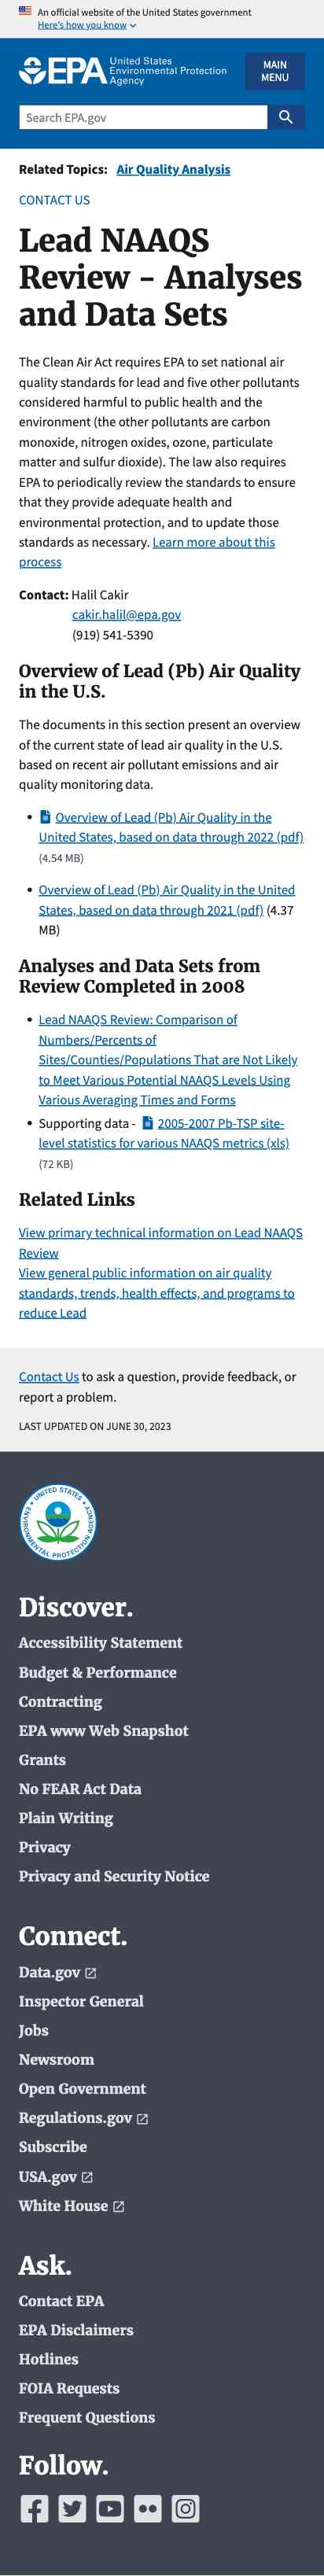 An official website of the United States government
Here's how you know
EPA United States
Environmental Protection
Agency
MAIN
MENU
Search EPA.gov
Related Topics: Air Quality Analysis
CONTACT US
Lead NAAQS
Review - Analyses
and Data Sets
The Clean Air Act requires EPA to set national air
quality standards for lead and five other pollutants
considered harmful to public health and the
environment (the other pollutants are carbon
monoxide, nitrogen oxides, ozone, particulate
matter and sulfur dioxide). The law also requires
EPA to periodically review the standards to ensure
that they provide adequate health and
environmental protection, and to update those
standards as necessary. Learn more about this
process
Contact: Halil Cakir
cakir.halil@epa.gov
(919) 541-5390
Overview of Lead (Pb) Air Quality
in the U.S.
The documents in this section present an overview
of the current state of lead air quality in the U.S.
based on recent air pollutant emissions and air
quality monitoring data.
• Overview of Lead (Pb) Air Quality in the
United States, based on data through 2022 (pdf)
(4.54 MB)
• Overview of Lead (Pb) Air Quality in the United
States, based on data through 2021 (pdf) (4.37
MB)
Analyses and Data Sets from
Review Completed in 2008
• Lead NAAQS Review: Comparison of
Numbers/Percents of
Sites/Counties/Populations That are Not Likely
to Meet Various Potential NAAQS Levels Using
Various Averaging Times and Forms
• Supporting data - 2005-2007 Pb-TSP site-
level statistics for various NAAQS metrics (xls)
(72 KB)
Related Links
View primary technical information on Lead NAAQS
Review
View general public information on air quality
standards, trends, health effects, and programs to
reduce Lead
Contact Us to ask a question, provide feedback, or
report a problem.
LAST UPDATED ON JUNE 30, 2023
UNITED STATES
ENVIRONMENTAL PROTECTION AGENCY
Discover.
Accessibility Statement
Budget & Performance
Contracting
EPA www Web Snapshot
Grants
No FEAR Act Data
Plain Writing
Privacy
Privacy and Security Notice
Connect.
Data.gov
Inspector General
Jobs
Newsroom
Open Government
Regulations.gov
Subscribe
USA.gov
White House
Ask.
Contact EPA
EPA Disclaimers
Hotlines
FOIA Requests
Frequent Questions
Follow.